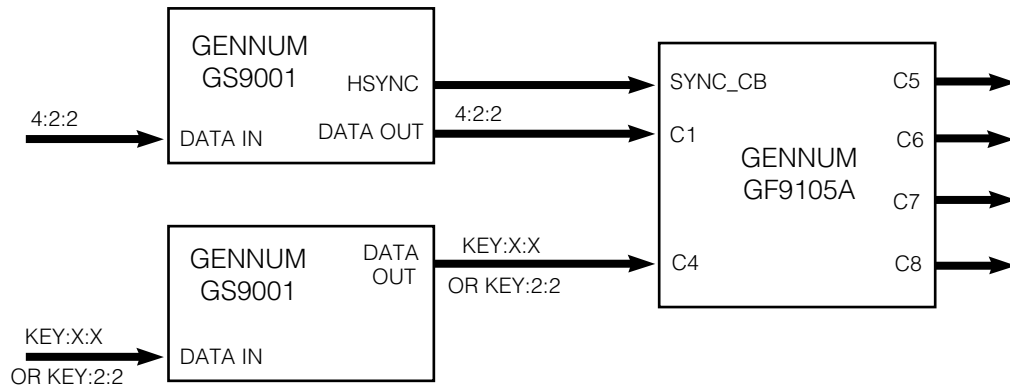 GENNUM
GS9001
HSYNC
4:2:2
DATA IN
DATA OUT
4:2:2
SYNC_CB
C1
C4
GENNUM
GF9105A
C5
C6
C7
C8
GENNUM
GS9001
DATA
OUT
KEY:X:X
OR KEY:2:2
KEY:X:X
OR KEY:2:2
DATA IN